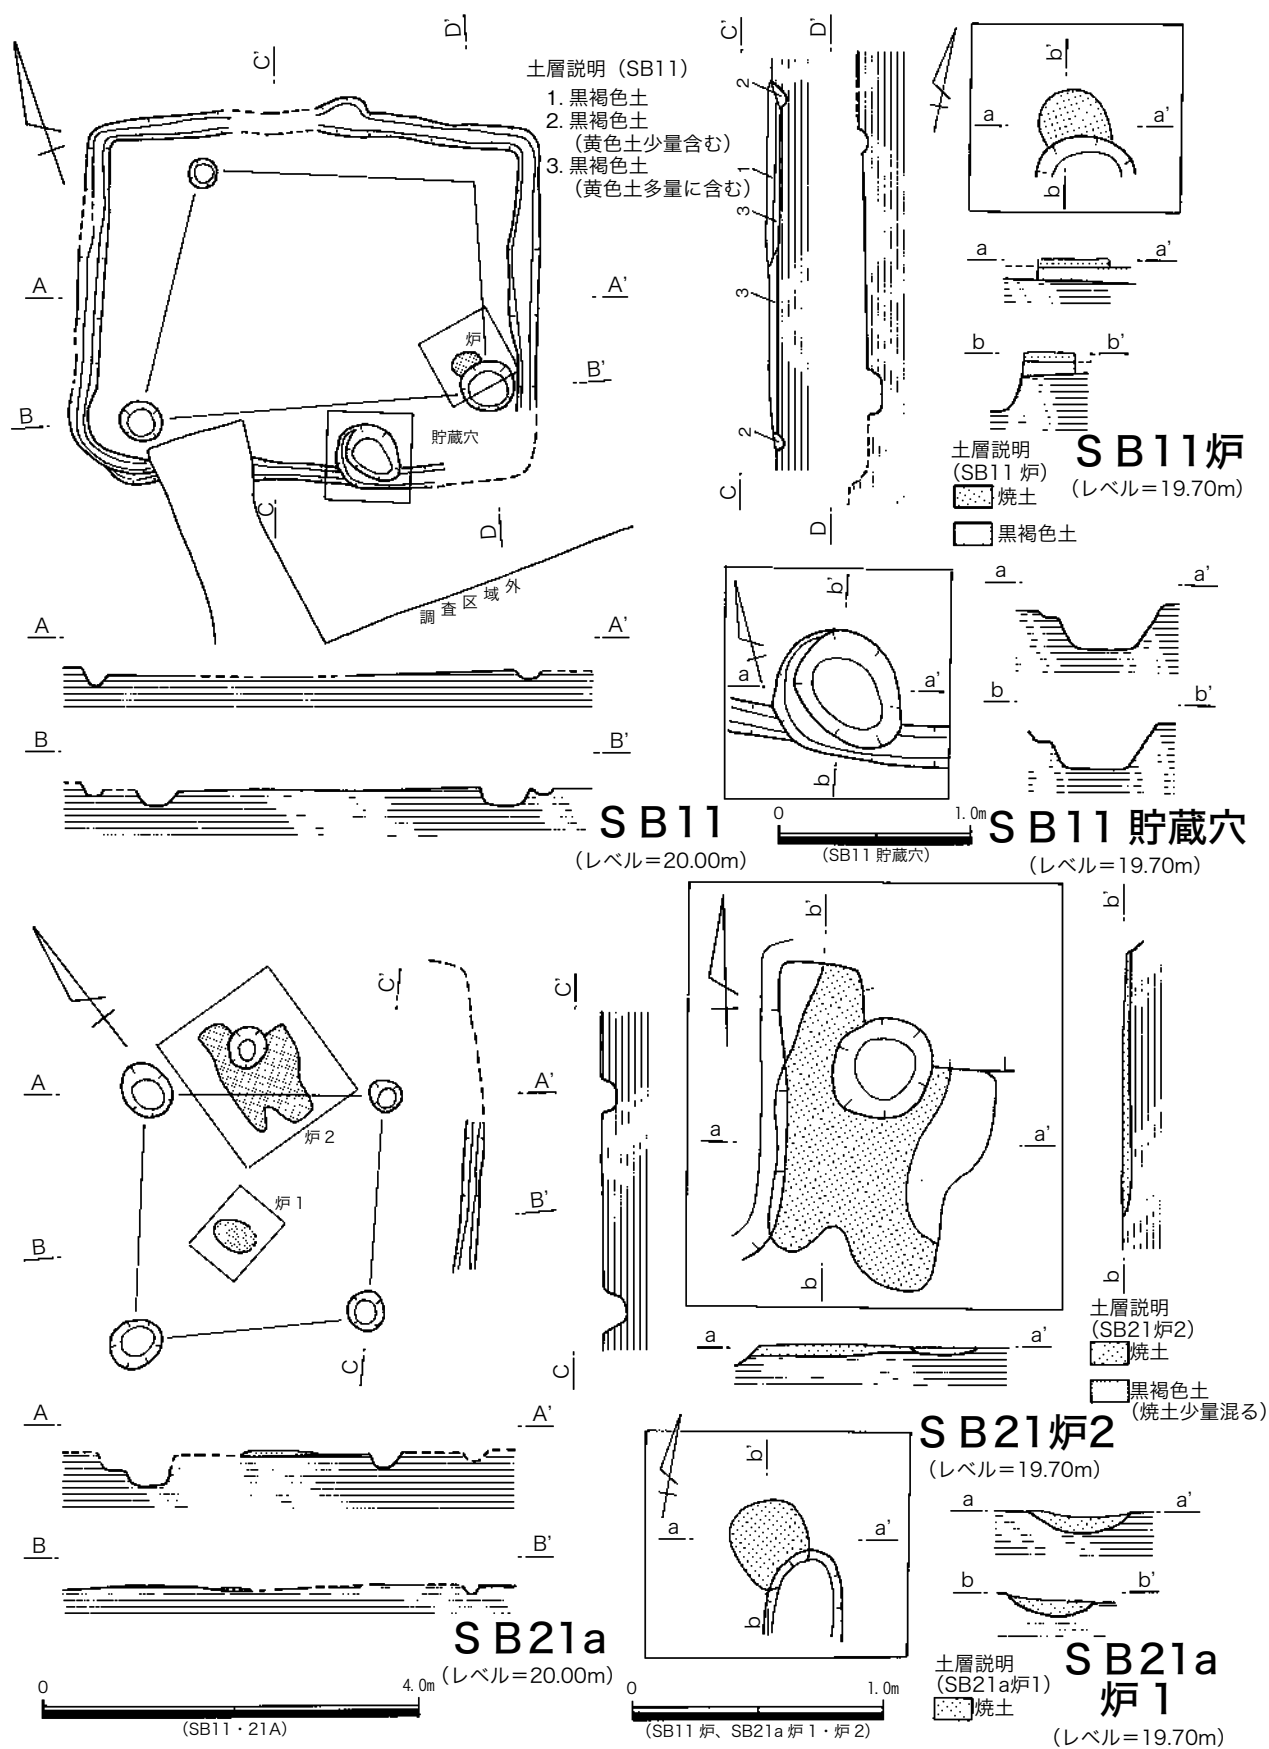 D'
C'
土層説明（SB11）
1. 黒褐色土
2. 黒褐色土
（黄色土少量含む）
3. 黒褐色土
（黄色土多量に含む）
A
A'
炉
B'
B
貯蔵穴
C
D
調査区域外
A
A'
B
B'
ＳＢ11
（レベル＝20.00m）
C'
D'
2
1
3
3
2
C
D
b'
a
a'
b
a
a'
b
b'
土層説明
（SB11 炉）
焼土
黒褐色土
ＳＢ11炉
（レベル＝19.70m）
b'
a
a'
b
a
a'
b
b'
0
1.0m
（SB11 貯蔵穴）
ＳＢ11 貯蔵穴
（レベル＝19.70m）
C'
A
A'
炉 2
炉 1
B'
B
C
C'
C
A
A'
B
B'
ＳＢ21a
（レベル＝20.00m）
0
4.0m
（SB11・21A）
b'
a
a'
b
b'
b
a
a'
土層説明
（SB21炉2）
焼土
黒褐色土
（焼土少量混る）
ＳＢ21炉2
（レベル＝19.70m）
b'
a
a'
b
a
a'
b
b'
土層説明
（SB21a炉1）
焼土
ＳＢ21a
炉 1
（レベル＝19.70m）
0
1.0m
（SB11 炉、SB21a 炉 1・炉 2）